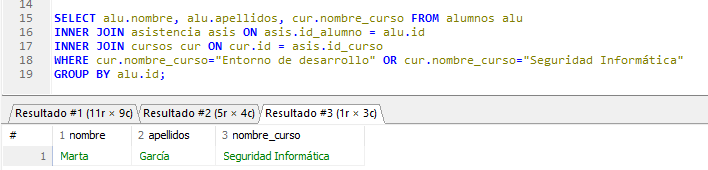 14
15 SELECT alu.nombre, alu.apellidos, cur.nombre_curso FROM alumnos alu
16 INNER JOIN asistencia asis ON asis.id_alumno = alu.id
17 INNER JOIN cursos cur ON cur.id = asis.id_curso
18 WHERE cur.nombre_curso="Entorno de desarrollo" OR cur.nombre_curso="Seguridad Informática"
19 GROUP BY alu.id;
Resultado #1 (11r × 9c) Resultado #2 (5r × 4c) Resultado #3 (1r × 3c)
# 1 nombre 2 apellidos 3 nombre_curso
1 Marta García Seguridad Informática